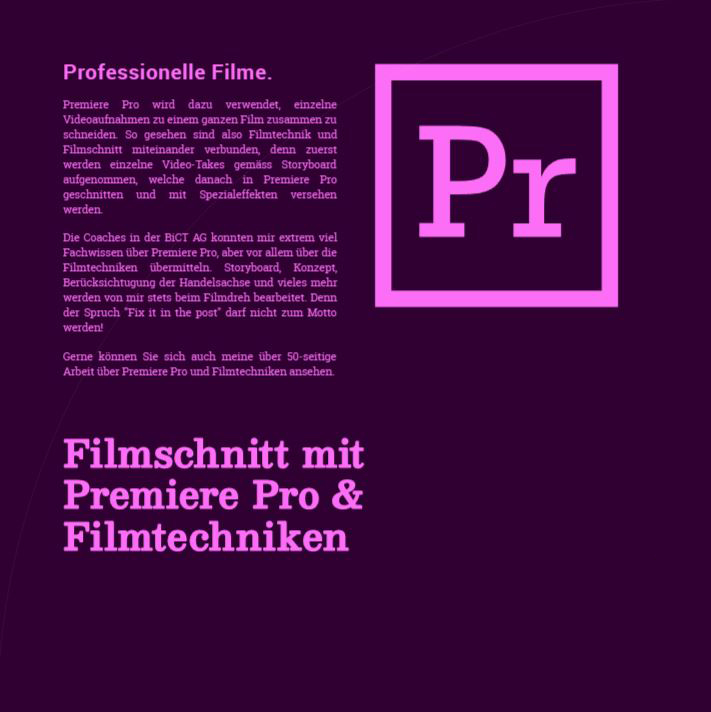 Professionelle Filme.
Premiere Pro wird dazu verwendet, einzelne
Videoaufnahmen zu einem ganzen Film zusammen zu
schneiden. So gesehen sind also Filmtechnik und
Filmschnitt miteinander verbunden, denn zuerst
werden einzelne Video-Takes gemäss Storyboard
aufgenommen, welche danach in Premiere Pro
geschnitten und mit Spezialeffekten versehen
werden.
Die Coaches in der BiCT AG konnten mir extrem viel
Fachwissen über Premiere Pro, aber vor allem über die
Filmtechniken übermitteln. Storyboard, Konzept,
Berücksichtugung der Handelsachse und vieles mehr
werden von mir stets beim Filmdreh bearbeitet. Denn
der Spruch "Fix it in the post" darf nicht zum Motto
werden!
Gerne können Sie sich auch meine über 50-seitige
Arbeit über Premiere Pro und Filmtechniken ansehen.
Pr
Filmschnitt mit
Premiere Pro &
Filmtechniken